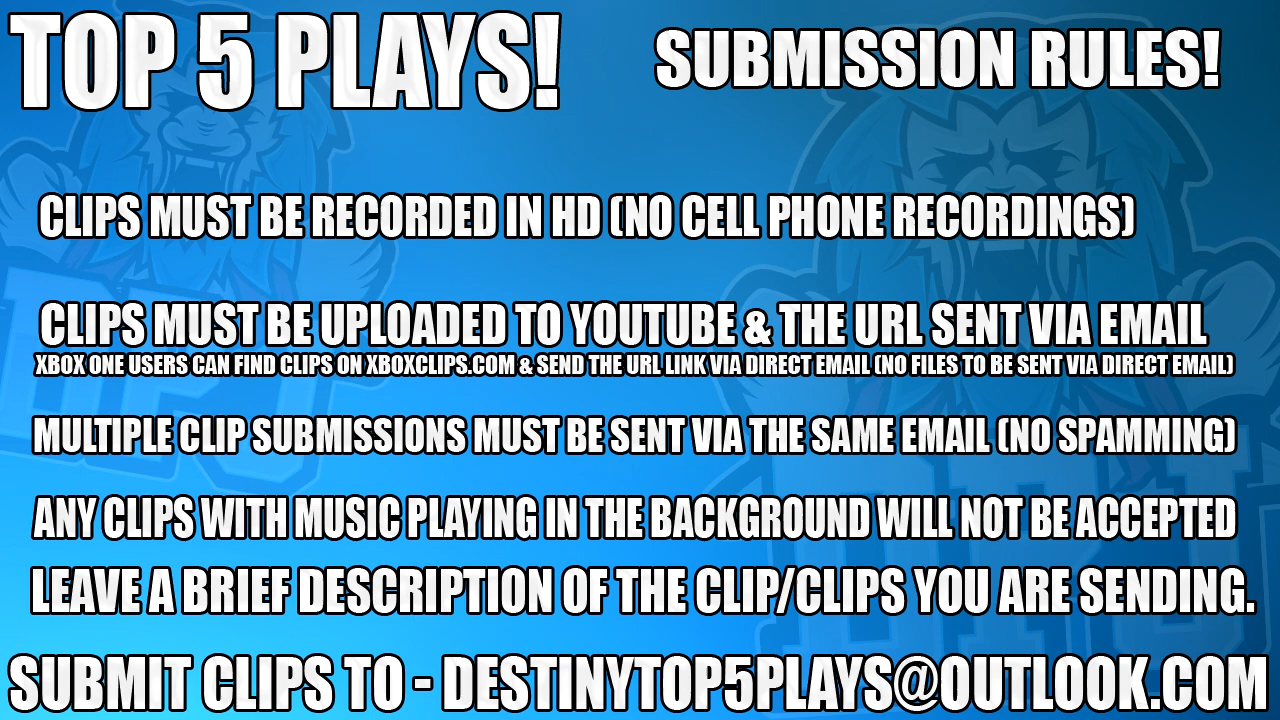 TOP 5 PLAYS!
SUBMISSION RULES!
CLIPS MUST BE RECORDED IN HD (NO CELL PHONE RECORDINGS)
CLIPS MUST BE UPLOADED TO YOUTUBE & THE URL SENT VIA EMAIL
XBOX ONE USERS CAN FIND CLIPS ON XBOXCLIPS.COM & SEND THE URL LINK VIA DIRECT EMAIL (NO FILES TO BE SENT VIA DIRECT EMAIL)
MULTIPLE CLIP SUBMISSIONS MUST BE SENT VIA THE SAME EMAIL (NO SPAMMING)
ANY CLIPS WITH MUSIC PLAYING IN THE BACKGROUND WILL NOT BE ACCEPTED
LEAVE A BRIEF DESCRIPTION OF THE CLIP/CLIPS YOU ARE SENDING.
SUBMIT CLIPS TO - DESTINYTOP5PLAYS@OUTLOOK.COM